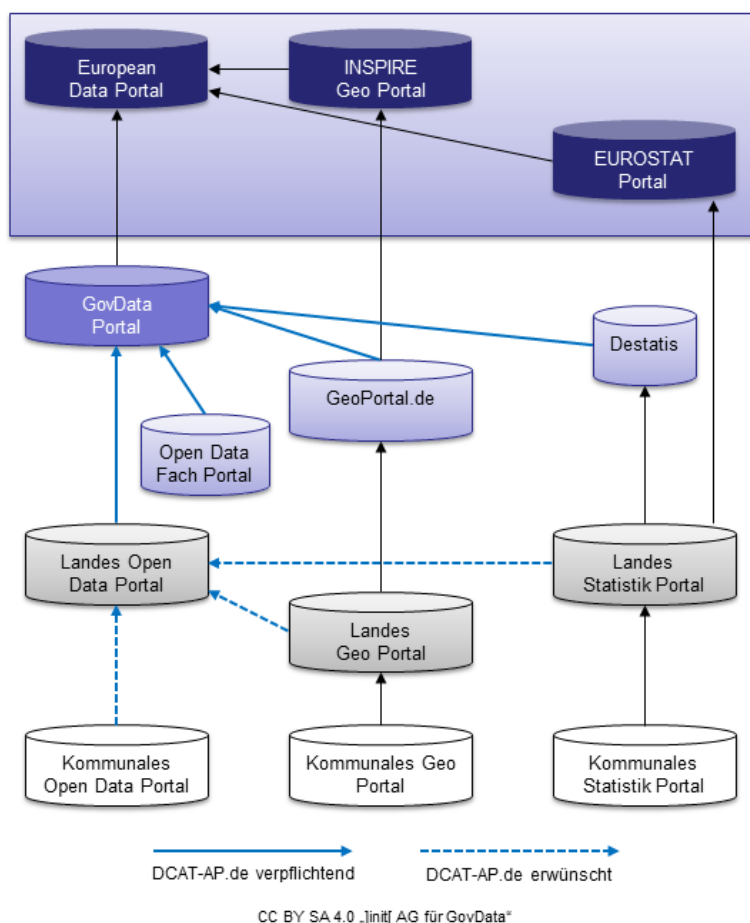 European
Data Portal
INSPIRE
Geo Portal
EUROSTAT
Portal
GovData
Portal
Destatis
GeoPortal.de
Open Data
Fach Portal
Landes Open
Data Portal
Landes
Statistik Portal
Landes
Geo Portal
Kommunales
Open Data Portal
Kommunales Geo
Portal
Kommunales
Statistik Portal
DCAT-AP.de verpflichtend
DCAT-AP.de erwünscht
CC BY SA 4.0 „]init[ AG für GovData“